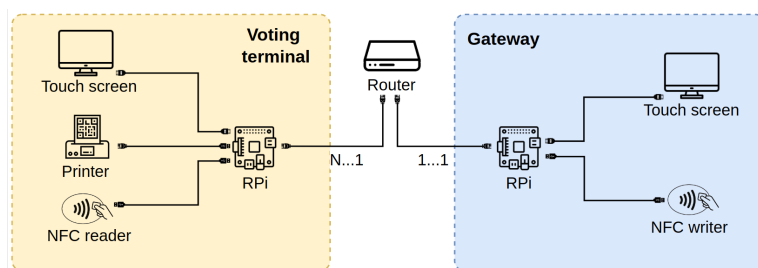 Voting
terminal
Touch screen
Printer
NFC reader
RPi
N...1
Router
1...1
Gateway
RPi
Touch screen
NFC writer